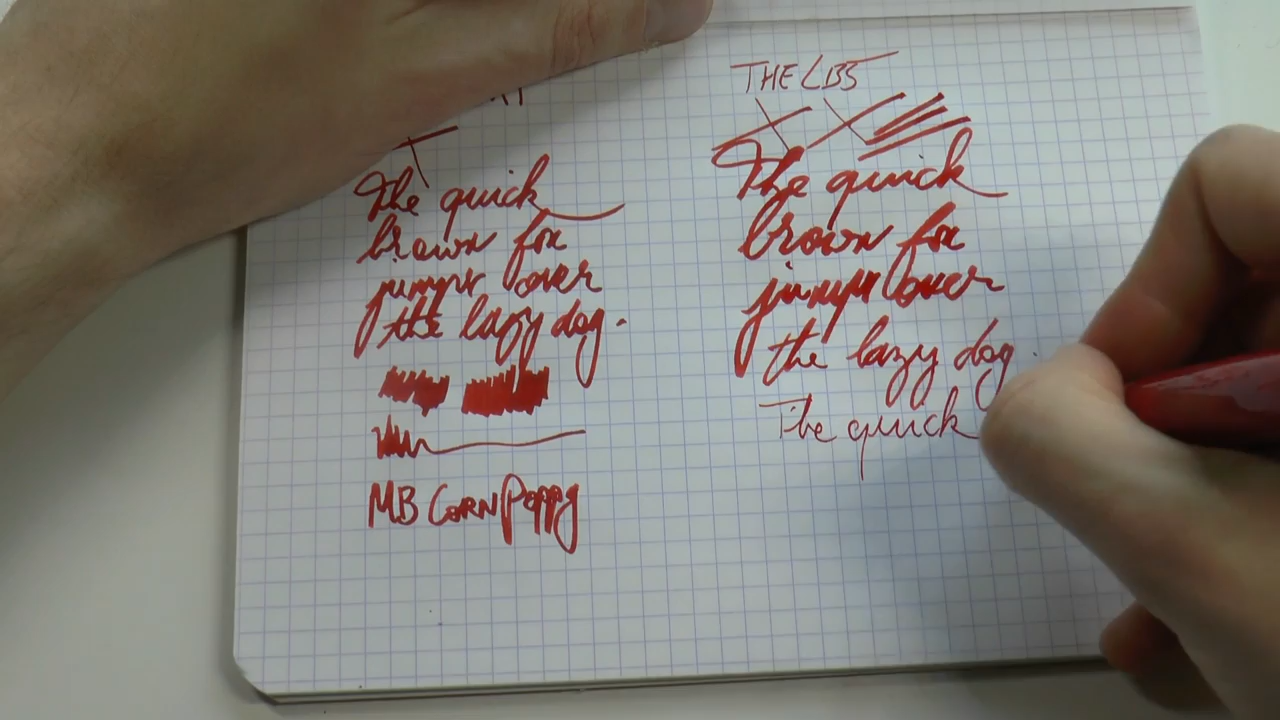 The quick
brown fox
jumps over
the lazy dog.
MB CORN Poppy
THE LB5
The quick
brown fox
jumps over
the lazy dog.
The quick